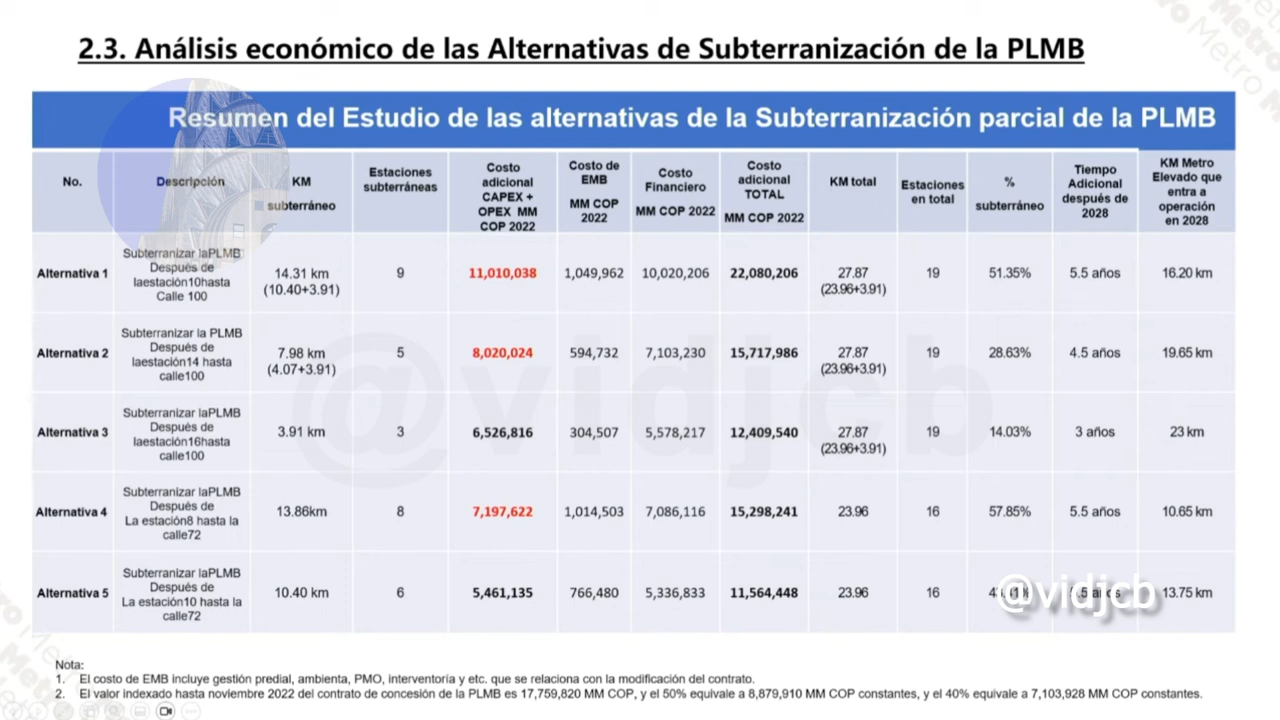 2.3. Análisis económico de las Alternativas de Subterranización de la PLMB
Resumen del Estudio de las alternativas de la Subterranización parcial de la PLMB
No.
Descripción
KM
subterráneo
Estaciones
subterráneas
Costo
adicional
CAPEX +
OPEX MM
COP 2022
Costo de
EMB
MM COP
2022
Costo
Financiero
MM COP 2022
Costo
adicional
TOTAL
MM COP 2022
KM total
Estaciones
en total
%
subterráneo
Tiempo
Adicional
después de
2028
KM Metro
Elevado que
entra a
operación
en 2028
Alternativa 1
Subterranizar laPLMB
Después de
laestación10hasta
Calle 100
14.31 km
(10.40+3.91)
9
11,010,038
1,049,962
10,020,206
22,080,206
27.87
(23.96+3.91)
19
51.35%
5.5 años
16.20 km
Alternativa 2
Subterranizar la PLMB
Después de
laestación14 hasta
calle100
7.98 km
(4.07+3.91)
5
8,020,024
594,732
7,103,230
15,717,986
27.87
(23.96+3.91)
19
28.63%
4.5 años
19.65 km
Alternativa 3
Subterranizar laPLMB
Después de
laestación16hasta
calle100
3.91 km
3
6,526,816
304,507
5,578,217
12,409,540
27.87
(23.96+3.91)
19
14.03%
3 años
23 km
Alternativa 4
Subterranizar laPLMB
Después de
La estación8 hasta la
calle72
13.86km
8
7,197,622
1,014,503
7,086,116
15,298,241
23.96
16
57.85%
5.5 años
10.65 km
Alternativa 5
Subterranizar laPLMB
Después de
La estación10 hasta la
calle72
10.40 km
6
5,461,135
766,480
5,336,833
11,564,448
23.96
16
años
13.75 km
@vidjcb
@vidjcb
Nota:
1. El costo de EMB incluye gestión predial, ambienta, PMO, interventoría y etc. que se relaciona con la modificación del contrato.
2. El valor indexado hasta noviembre 2022 del contrato de concesión de la PLMB es 17,759,820 MM COP, y el 50% equivale a 8,879,910 MM COP constantes, y el 40% equivale a 7,103,928 MM COP constantes.
Metro
Metro
Metro
Metro